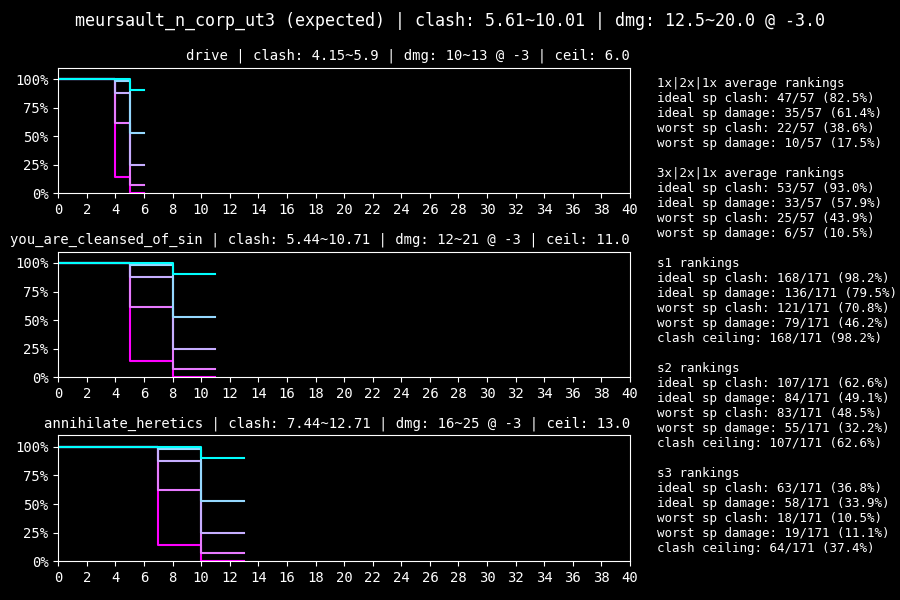 meursault_n_corp_ut3 (expected) | clash: 5.61~10.01 | dmg: 12.5~20.0 @ -3.0
drive | clash: 4.15~5.9 | dmg: 10~13 @ -3 | ceil: 6.0
100%
75%
50%
25%
0%
0 2 4 6 8 10 12 14 16 18 20 22 24 26 28 30 32 34 36 38 40
you_are_cleansed_of_sin | clash: 5.44~10.71 | dmg: 12~21 @ -3 | ceil: 11.0
100%
75%
50%
25%
0%
0 2 4 6 8 10 12 14 16 18 20 22 24 26 28 30 32 34 36 38 40
annihilate_heretics | clash: 7.44~12.71 | dmg: 16~25 @ -3 | ceil: 13.0
100%
75%
50%
25%
0%
0 2 4 6 8 10 12 14 16 18 20 22 24 26 28 30 32 34 36 38 40
1x|2x|1x average rankings
ideal sp clash: 47/57 (82.5%)
ideal sp damage: 35/57 (61.4%)
worst sp clash: 22/57 (38.6%)
worst sp damage: 10/57 (17.5%)
3x|2x|1x average rankings
ideal sp clash: 53/57 (93.0%)
ideal sp damage: 33/57 (57.9%)
worst sp clash: 25/57 (43.9%)
worst sp damage: 6/57 (10.5%)
s1 rankings
ideal sp clash: 168/171 (98.2%)
ideal sp damage: 136/171 (79.5%)
worst sp clash: 121/171 (70.8%)
worst sp damage: 79/171 (46.2%)
clash ceiling: 168/171 (98.2%)
s2 rankings
ideal sp clash: 107/171 (62.6%)
ideal sp damage: 84/171 (49.1%)
worst sp clash: 83/171 (48.5%)
worst sp damage: 55/171 (32.2%)
clash ceiling: 107/171 (62.6%)
s3 rankings
ideal sp clash: 63/171 (36.8%)
ideal sp damage: 58/171 (33.9%)
worst sp clash: 18/171 (10.5%)
worst sp damage: 19/171 (11.1%)
clash ceiling: 64/171 (37.4%)